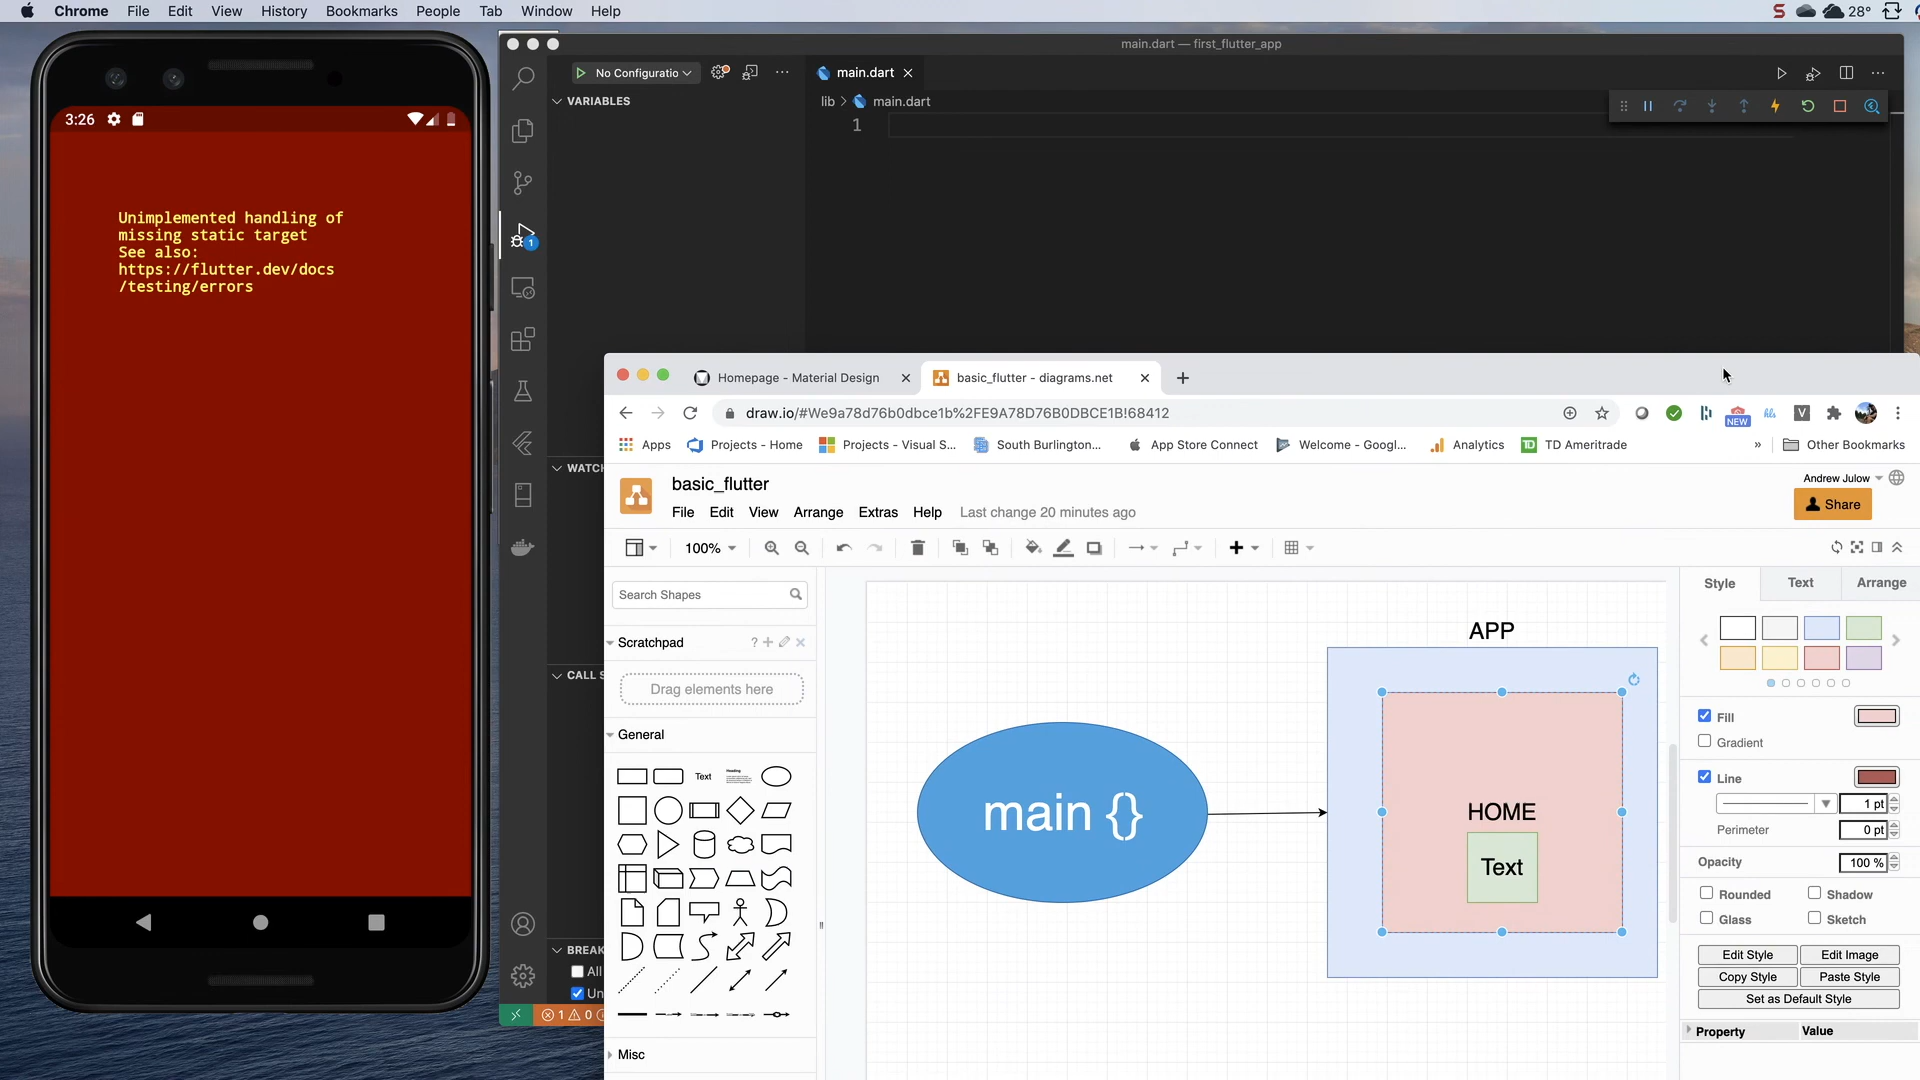 Chrome File Edit View History Bookmarks People Tab Window Help
28°
3:26
Unimplemented handling of
missing static target
See also:
https://flutter.dev/docs
/testing/errors
main.dart — first_flutter_app
No Configuratio
main.dart
VARIABLES
lib main.dart
1
1
WATCH
CALL S
BREAK
All
Un
1 0
Homepage - Material Design
basic_flutter - diagrams.net
draw.io/#We9a78d76b0dbce1b%2FE9A78D76B0DBCE1B!68412
NEW
V
Apps Projects - Home Projects - Visual S... South Burlington... App Store Connect Welcome - Googl... Analytics TD Ameritrade » Other Bookmarks
basic_flutter
Andrew Julow
File Edit View Arrange Extras Help Last change 20 minutes ago
Share
100%
Search Shapes
Scratchpad ?
Drag elements here
General
Text
Heading
Misc
APP
main {}
HOME
Text
Style Text Arrange
Fill
Gradient
Line
1 pt
Perimeter 0 pt
Opacity 100 %
Rounded Shadow
Glass Sketch
Edit Style Edit Image
Copy Style Paste Style
Set as Default Style
Property Value